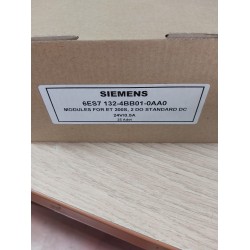 SIEMENS
6ES7 132-4BB01-0AA0
MODULES FOR ET 200S, 2 DO STANDARD DC
24V/0.5A